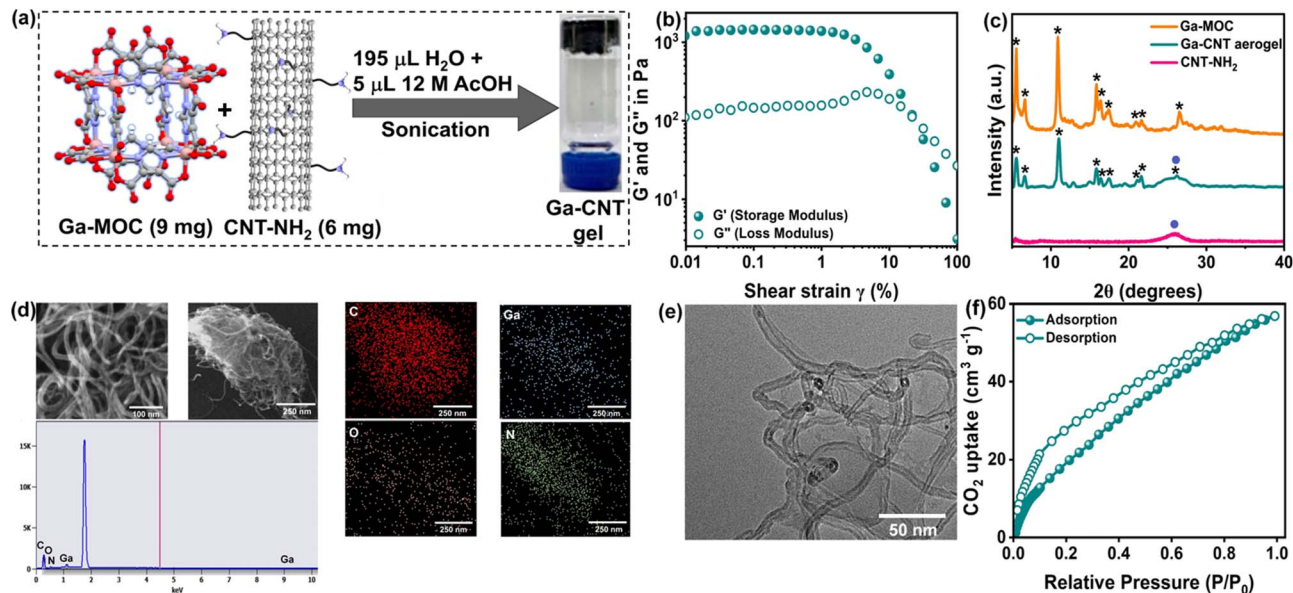 (a)
195 μL H₂O +
5 μL 12 M AcOH
Sonication
+
Ga-MOC (9 mg)
CNT-NH₂ (6 mg)
Ga-CNT
gel
(b)
G' and G'' in Pa
10³
10²
10¹
G' (Storage Modulus)
G'' (Loss Modulus)
0.01
0.1
1
10
100
Shear strain γ (%)
(c)
Intensity (a.u.)
Ga-MOC
Ga-CNT aerogel
CNT-NH₂
* * * * * * * * *
* * * * * * * * *
10
20
30
40
2θ (degrees)
(d)
100 nm
250 nm
C
250 nm
Ga
250 nm
O
250 nm
N
250 nm
15K
10K
5K
0
C
O
N
Ga
Ga
0 1 2 3 4 5 6 7 8 9 10
keV
(e)
50 nm
(f)
CO₂ uptake (cm³ g⁻¹)
60
40
20
0
Adsorption
Desorption
0.0
0.2
0.4
0.6
0.8
1.0
Relative Pressure (P/P₀)